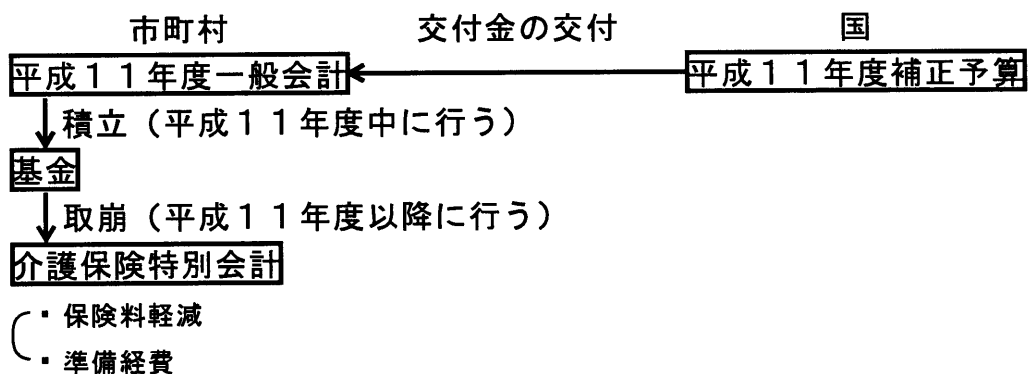 市町村 交付金の交付 国
平成１１年度一般会計 平成１１年度補正予算
積立（平成１１年度中に行う）
基金
取崩（平成１１年度以降に行う）
介護保険特別会計
・保険料軽減
・準備経費